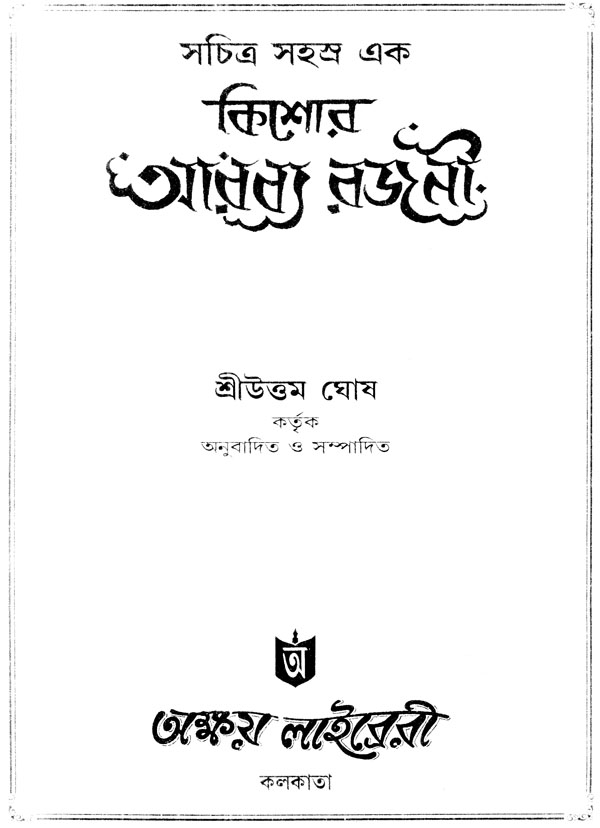 সচিত্র সহস্র এক
কিশোর
আরব্য রজনী
শ্রীউত্তম ঘোষ
কর্তৃক
অনুবাদিত ও সম্পাদিত
অ
অক্ষয় লাইব্রেরী
কলকাতা